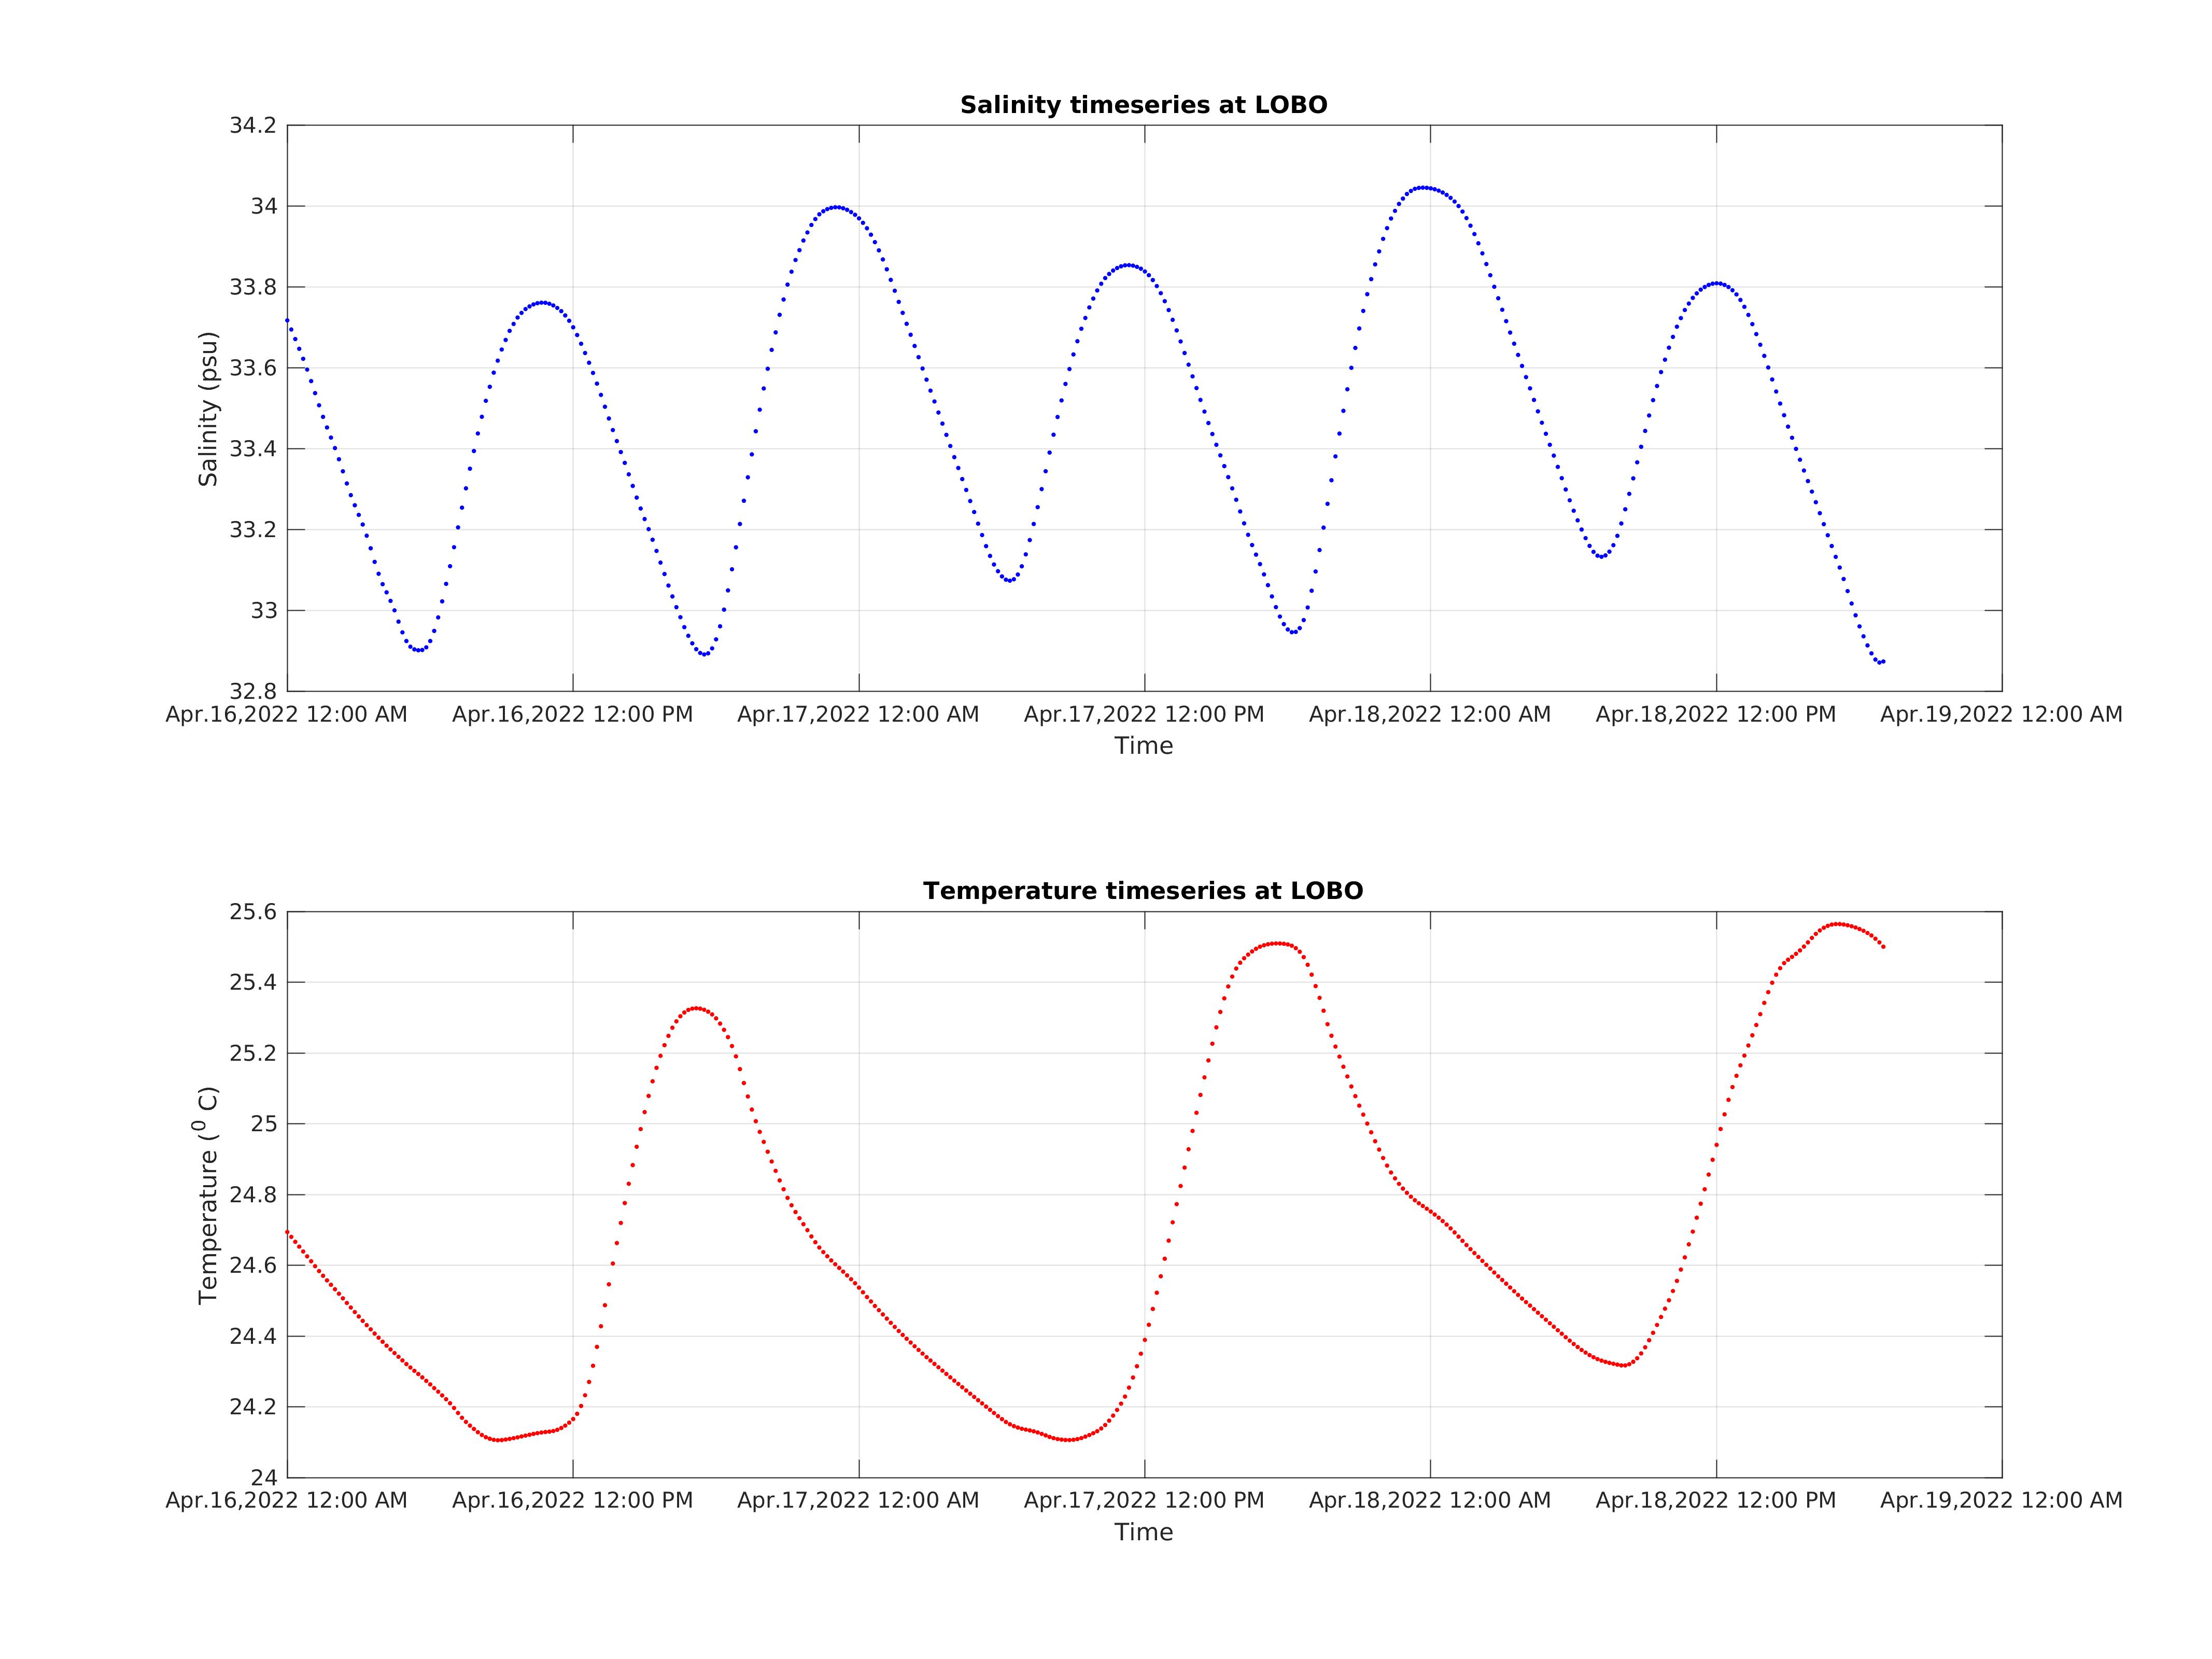 Salinity timeseries at LOBO
34.2
34
33.8
33.6
33.4
33.2
33
32.8
Salinity (psu)
Apr.16,2022 12:00 AM Apr.16,2022 12:00 PM Apr.17,2022 12:00 AM Apr.17,2022 12:00 PM Apr.18,2022 12:00 AM Apr.18,2022 12:00 PM Apr.19,2022 12:00 AM
Time
Temperature timeseries at LOBO
25.6
25.4
25.2
25
24.8
24.6
24.4
24.2
24
Temperature (⁰ C)
Apr.16,2022 12:00 AM Apr.16,2022 12:00 PM Apr.17,2022 12:00 AM Apr.17,2022 12:00 PM Apr.18,2022 12:00 AM Apr.18,2022 12:00 PM Apr.19,2022 12:00 AM
Time